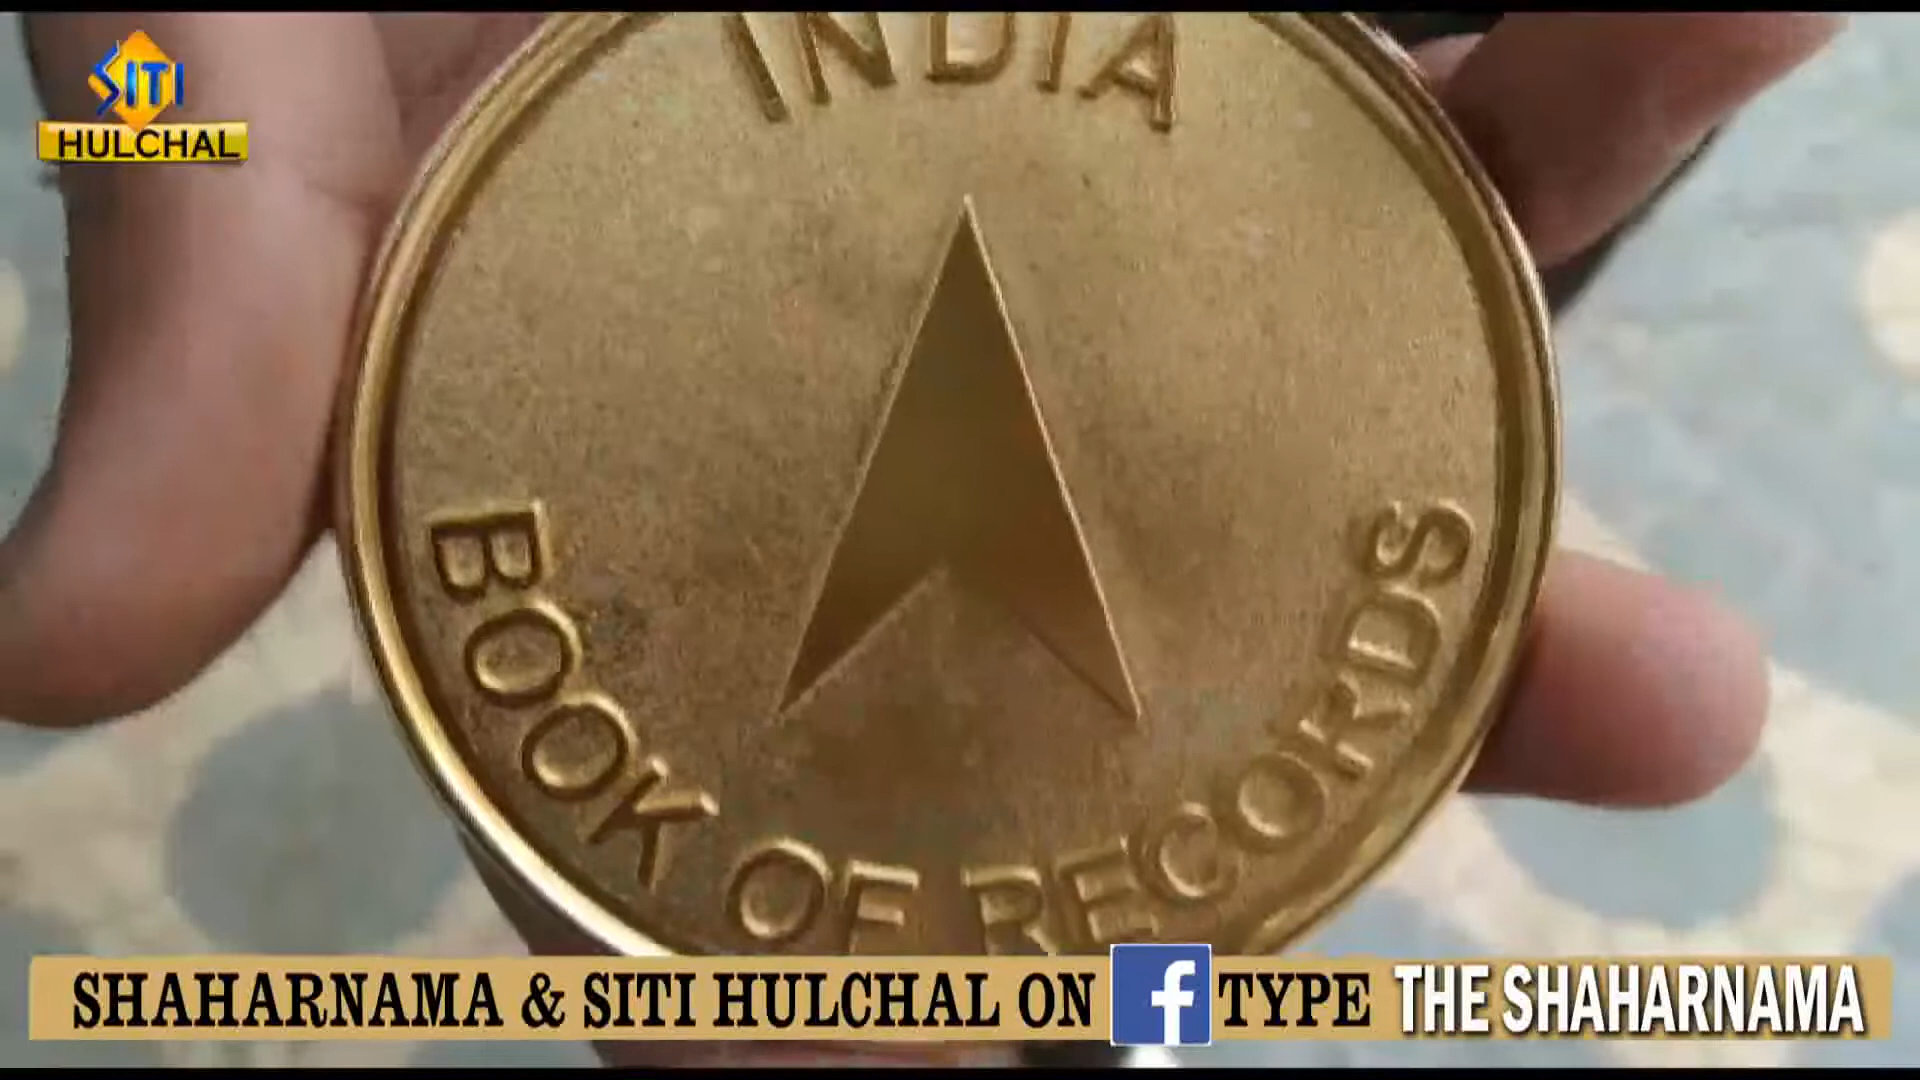 SITI
HULCHAL
INDIA
BOOK OF RECORDS
SHAHARNAMA & SITI HULCHAL ON f TYPE THE SHAHARNAMA